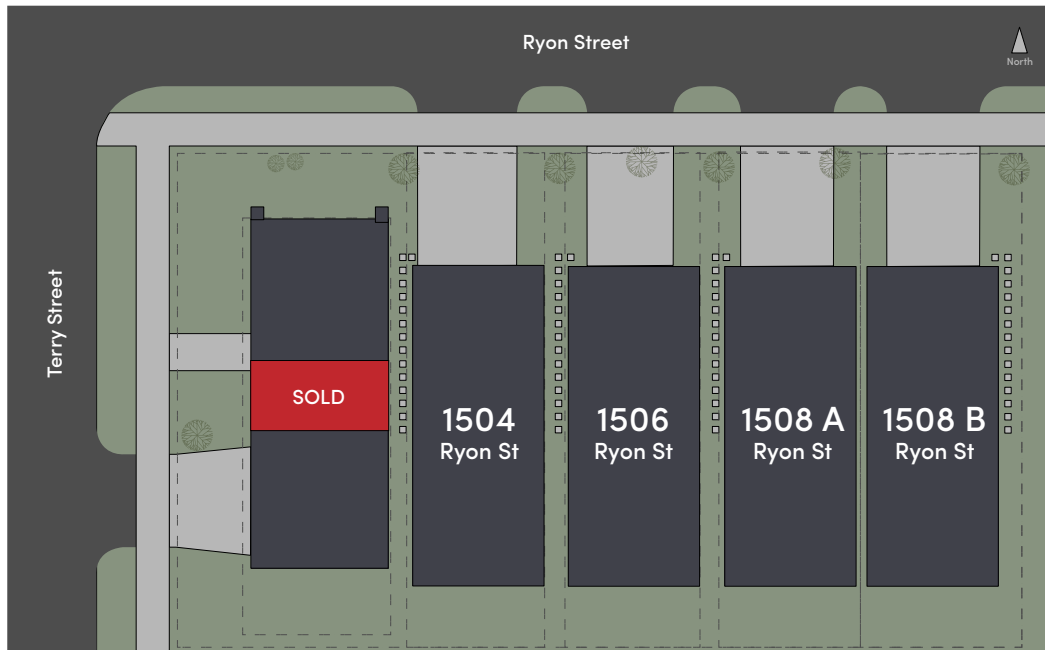 Ryon Street
North
Terry Street
SOLD
1504
Ryon St
1506
Ryon St
1508 A
Ryon St
1508 B
Ryon St